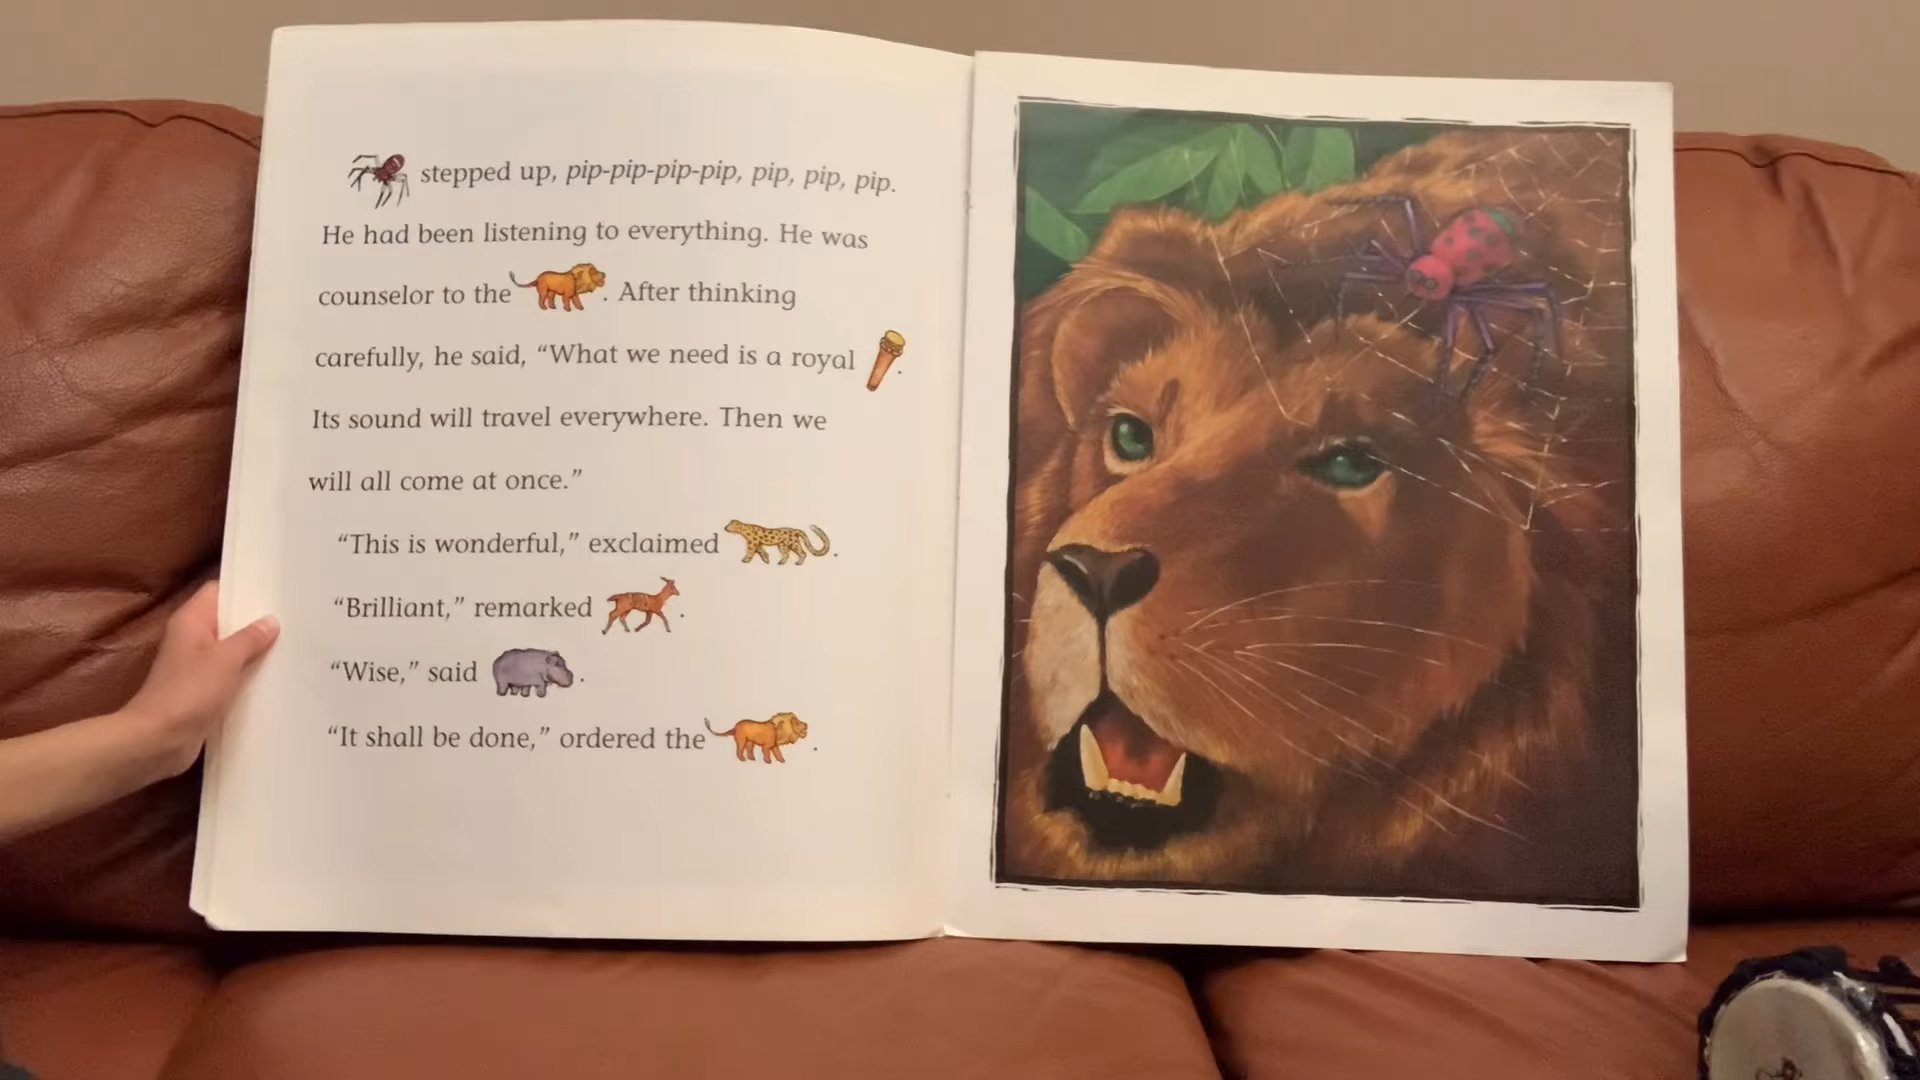 stepped up, pip-pip-pip-pip, pip, pip, pip.
He had been listening to everything. He was
counselor to the . After thinking
carefully, he said, “What we need is a royal .
Its sound will travel everywhere. Then we
will all come at once.”
“This is wonderful,” exclaimed .
“Brilliant,” remarked .
“Wise,” said .
“It shall be done,” ordered the .